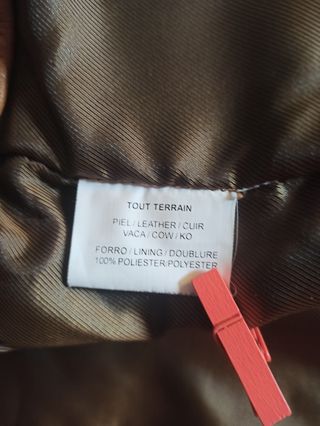 TOUT TERRAIN
PIEL / LEATHER / CUIR
VACA / COW / KO
FORRO / LINING / DOUBLURE
100% POLIESTER/POLYESTER